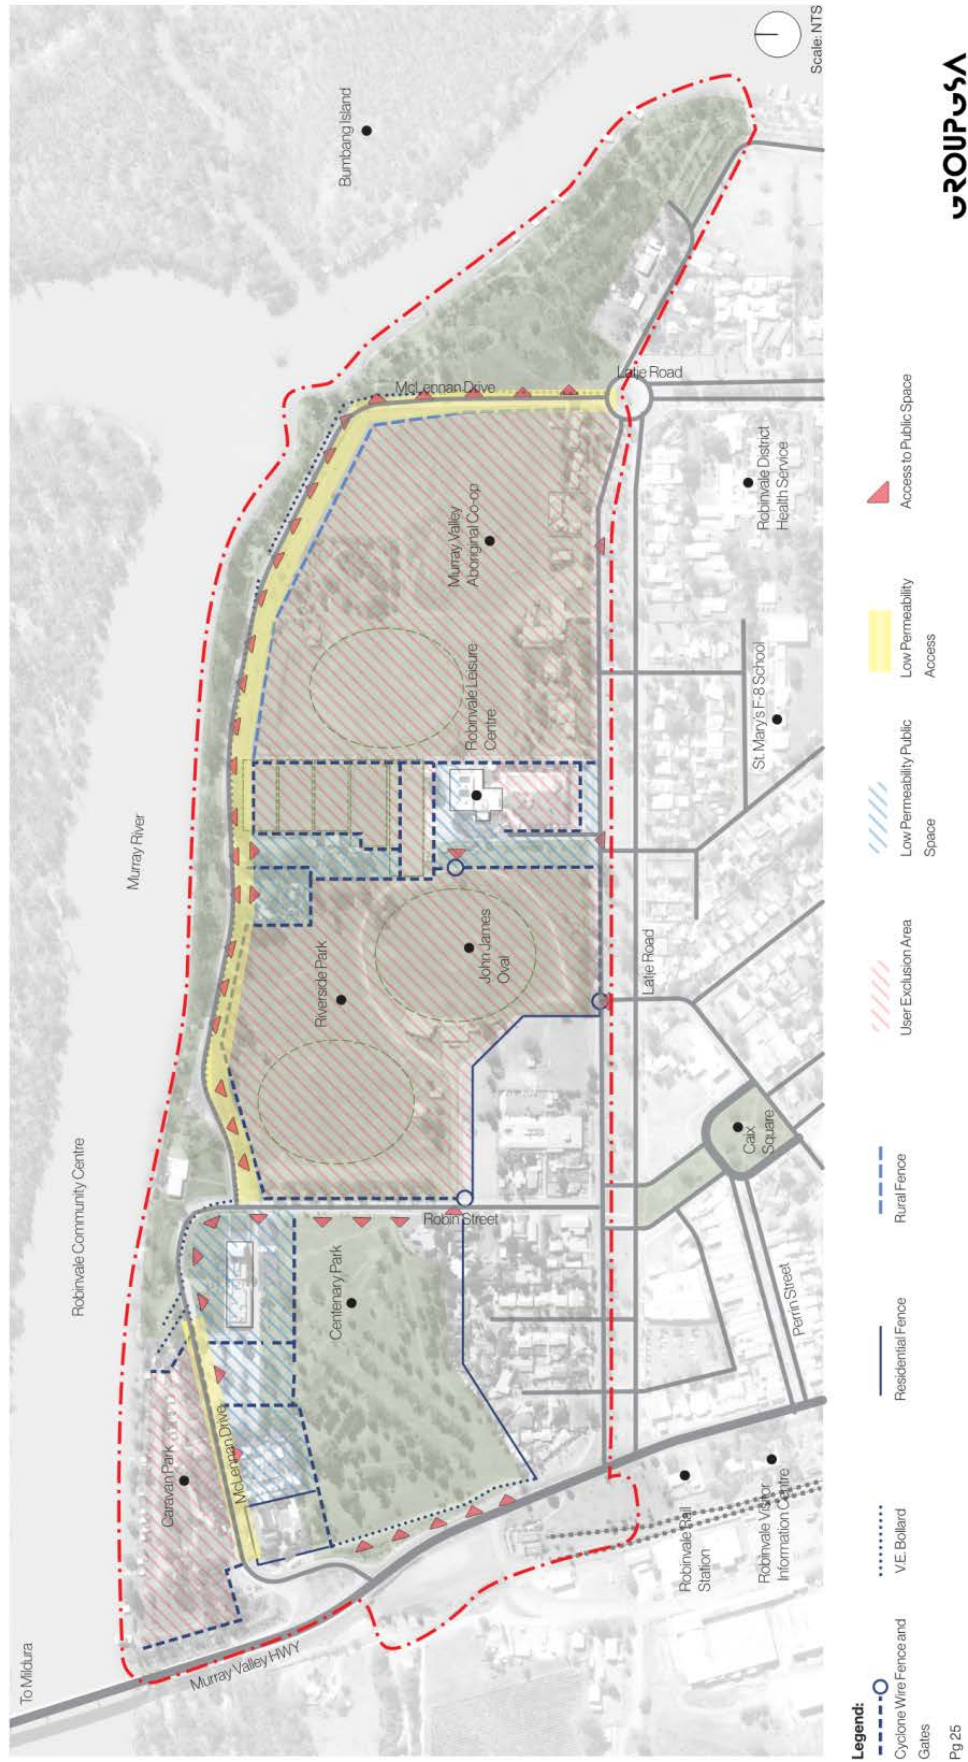 To Mildura
Robinvale Community Centre
Murray River
Bumbang Island
Scale: NTS
Murray Valley HWY
Caravan Park
McLennan Drive
Centenary Park
Robin Street
Riverside Park
John James
Oval
Robinvale Leisure
Centre
Murray Valley
Aboriginal Co-op
McLennan Drive
Latje Road
Robinvale Rail
Station
Robinvale Visitor
Information Centre
Perrin Street
Caix
Square
Latje Road
St. Mary's F-8 School
Robinvale District
Health Service
Legend:
Cyclone Wire Fence and
Gates
V.E. Bollard
Residential Fence
Rural Fence
User Exclusion Area
Low Permeability Public
Space
Low Permeability
Access
Access to Public Space
Pg 25
GROUPGSA